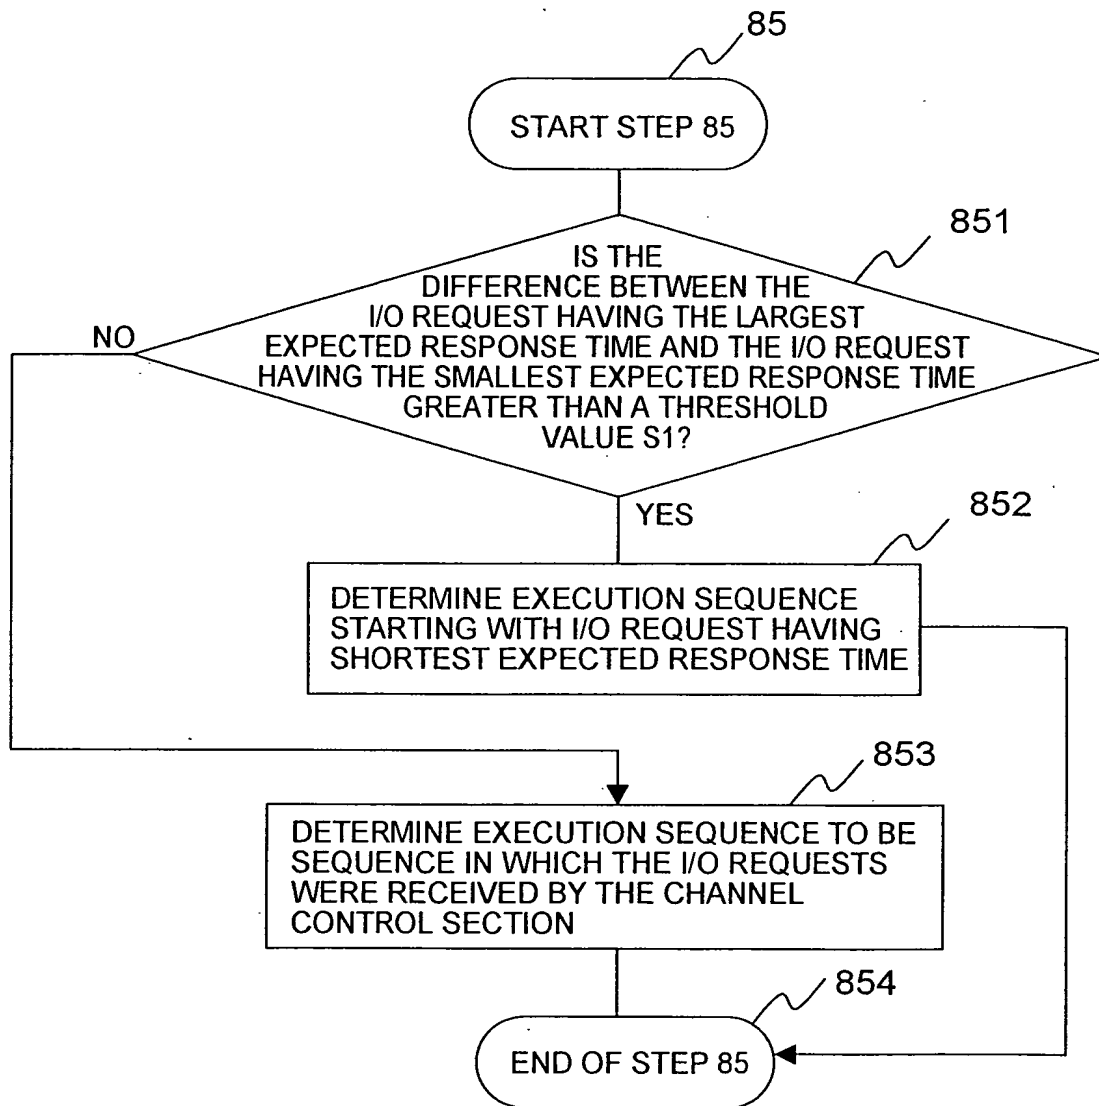 85
START STEP 85
851
IS THE
DIFFERENCE BETWEEN THE
I/O REQUEST HAVING THE LARGEST
EXPECTED RESPONSE TIME AND THE I/O REQUEST
HAVING THE SMALLEST EXPECTED RESPONSE TIME
GREATER THAN A THRESHOLD
VALUE S1?
NO
YES
852
DETERMINE EXECUTION SEQUENCE
STARTING WITH I/O REQUEST HAVING
SHORTEST EXPECTED RESPONSE TIME
853
DETERMINE EXECUTION SEQUENCE TO BE
SEQUENCE IN WHICH THE I/O REQUESTS
WERE RECEIVED BY THE CHANNEL
CONTROL SECTION
854
END OF STEP 85